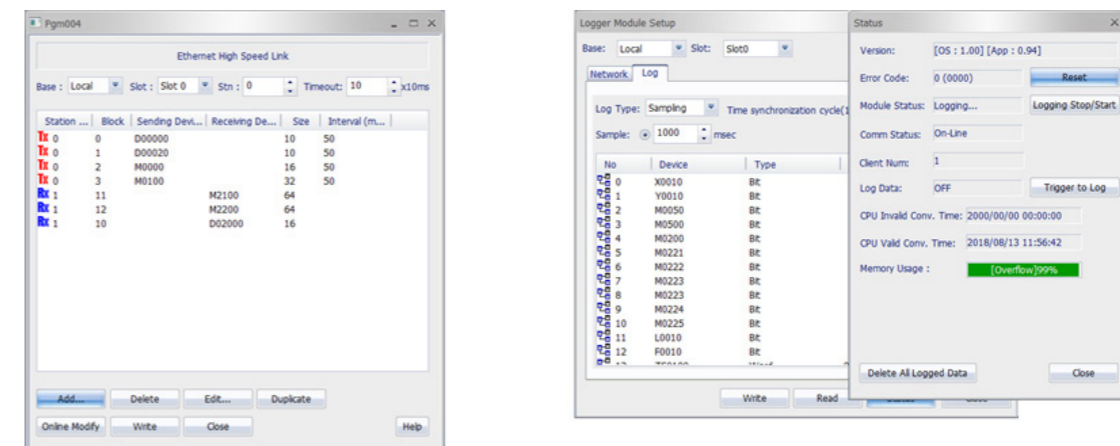 Pgm004
Ethernet High Speed Link
Base : Local Slot : Slot 0 Stn : 0 Timeout: 10 x10ms
Station ... Block Sending Devi... Receiving De... Size Interval (m...
Tx 0 0 D00000 10 50
Tx 0 1 D00020 10 50
Tx 0 2 M0000 16 50
Tx 0 3 M0100 32 50
Rx 1 11 M2100 64
Rx 1 12 M2200 64
Rx 1 10 D02000 16
Add... Delete Edit... Duplicate
Online Modify Write Close Help
Logger Module Setup
Base: Local Slot: Slot0
Network Log
Log Type: Sampling Time synchronization cycle(1
Sample: 1000 msec
No Device Type
0 X0010 Bit
1 Y0010 Bit
2 M0050 Bit
3 M0500 Bit
4 M0200 Bit
5 M0221 Bit
6 M0222 Bit
7 M0223 Bit
8 M0223 Bit
9 M0224 Bit
10 M0225 Bit
11 L0010 Bit
12 F0010 Bit
Write Read
Status
Version: [OS : 1.00] [App : 0.94]
Error Code: 0 (0000) Reset
Module Status: Logging... Logging Stop/Start
Comm Status: On-Line
Client Num: 1
Log Data: OFF Trigger to Log
CPU Invald Conv. Time: 2000/00/00 00:00:00
CPU Vald Conv. Time: 2018/08/13 11:56:42
Memory Usage : [Overflow]99%
Delete All Logged Data Close